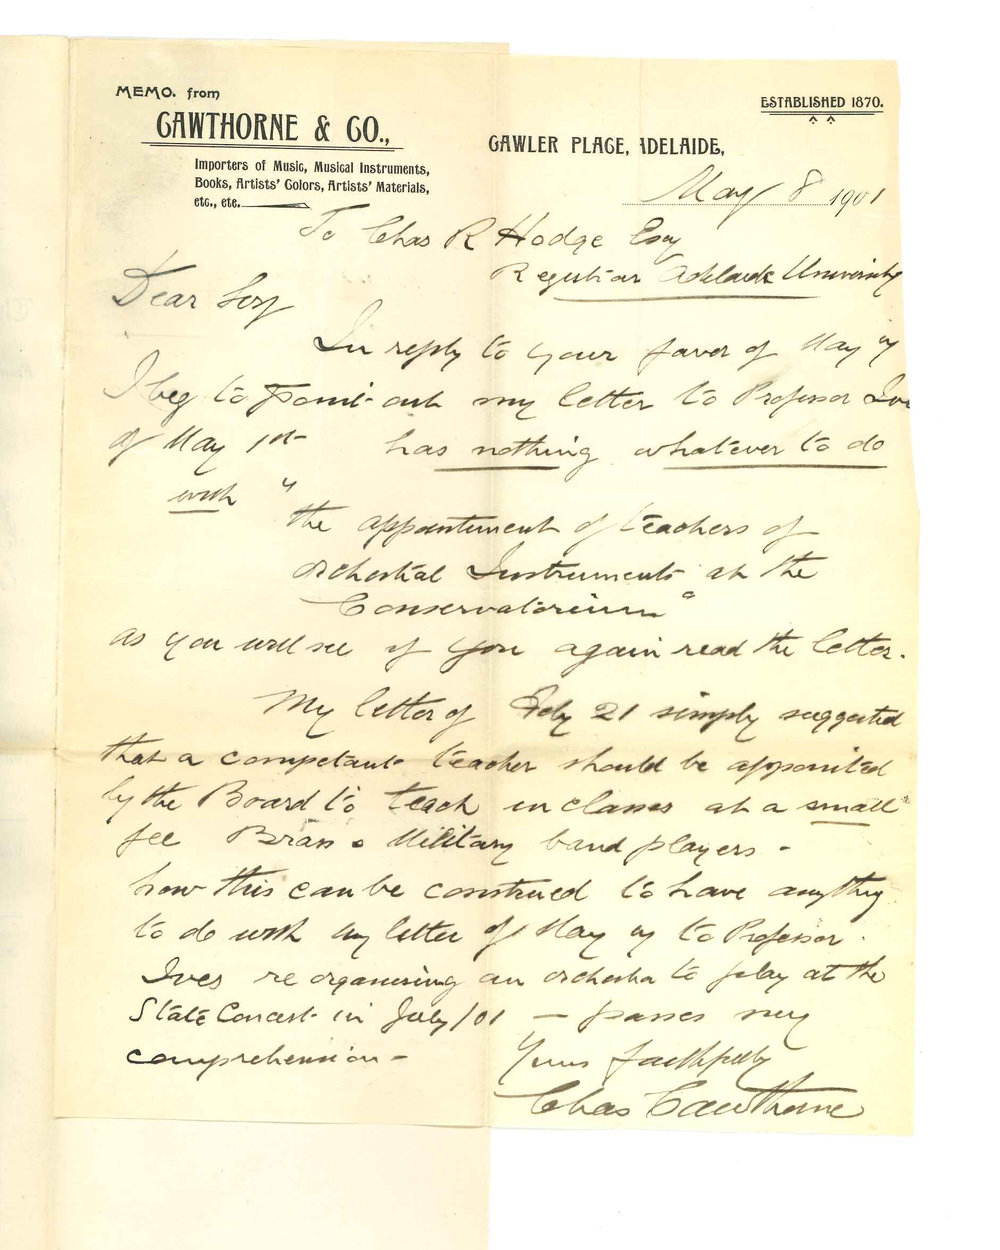 MEMO. from
CAWTHORNE & CO.,
Importers of Music, Musical Instruments,
Books, Artists' Colors, Artists' Materials,
etc., etc.
ESTABLISHED 1870.
GAWLER PLACE, ADELAIDE,
May 8 1901
To Chas R Hodge Esq
Registrar Adelaide University
Dear Sir
In reply to your favor of May
I beg to point out my letter to Professor Ives
of May 1st has nothing whatever to do
with "
the appointment of teachers of
orchestral Instruments at the
Conservatorium"
as you will see if you again read the letter.
My letter of Feby 21 simply suggested
that a competant teacher should be appointed
by the Board to teach in classes at a small
fee Brass & Military band players -
how this can be construed to have anything
to do with my letter of May to Professor
Ives re organising an orchestra to play at the
State Concert in July/01 — passes my
comprehension -
Yours faithfully
Chas Cawthorne